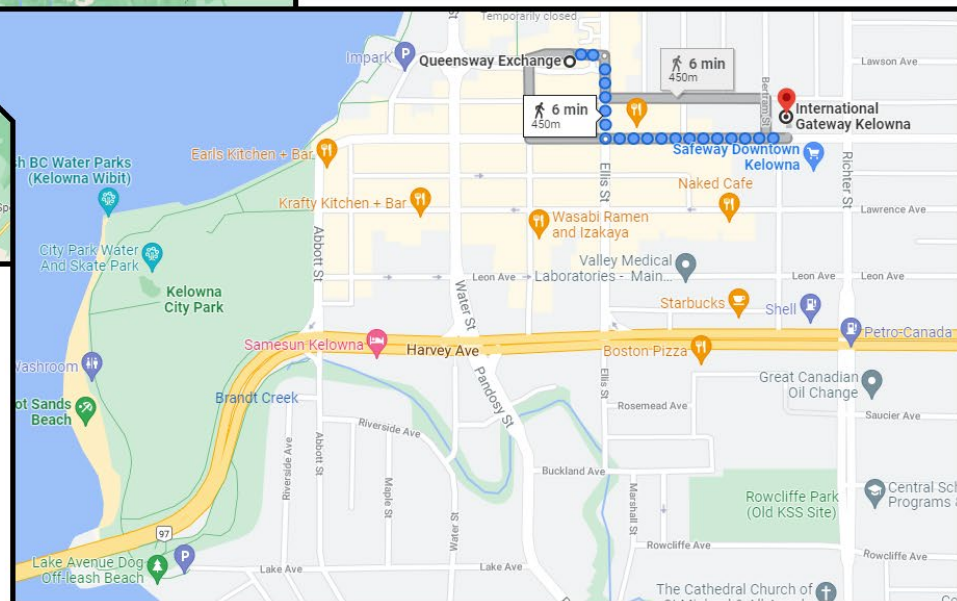 St
Temporarily closed
Impark
Queensway Exchange
6 min
450m
Lawson Ave
Bertram St
6 min
450m
International
Gateway Kelowna
Earls Kitchen + Bar
Safeway Downtown
Kelowna
sh BC Water Parks
(Kelowna Wibit)
Ellis St
Richter St
Krafty Kitchen + Bar
Naked Cafe
Wasabi Ramen
and Izakaya
Lawrence Ave
City Park Water
And Skate Park
Abbott St
Valley Medical
Laboratories - Main...
Leon Ave
Leon Ave
Leon Ave
Kelowna
City Park
Water St
Starbucks
Shell
Petro-Canada
Samesun Kelowna
Harvey Ave
Boston Pizza
Washroom
Pandosy St
Ellis St
Great Canadian
Oil Change
ot Sands
Beach
Brandt Creek
Rosemead Ave
Saucier Ave
Riverside Ave
Riverside Ave
Abbott St
Maple St
Buckland Ave
Marshall St
Rowcliffe Park
(Old KSS Site)
Central Sch
Programs &
Water St
97
Rowcliffe Ave
Rowcliffe Ave
Lake Avenue Dog
Off-leash Beach
P
Lake Ave
Lake Ave
The Cathedral Church of